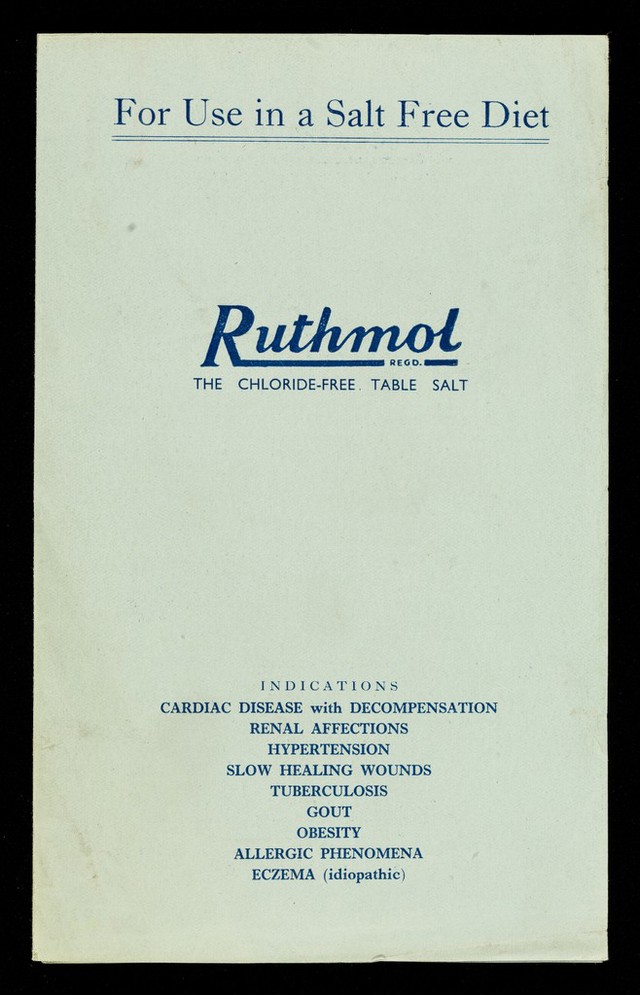 For Use in a Salt Free Diet
Ruthmol
REGD.
THE CHLORIDE-FREE TABLE SALT
INDICATIONS
CARDIAC DISEASE with DECOMPENSATION
RENAL AFFECTIONS
HYPERTENSION
SLOW HEALING WOUNDS
TUBERCULOSIS
GOUT
OBESITY
ALLERGIC PHENOMENA
ECZEMA (idiopathic)